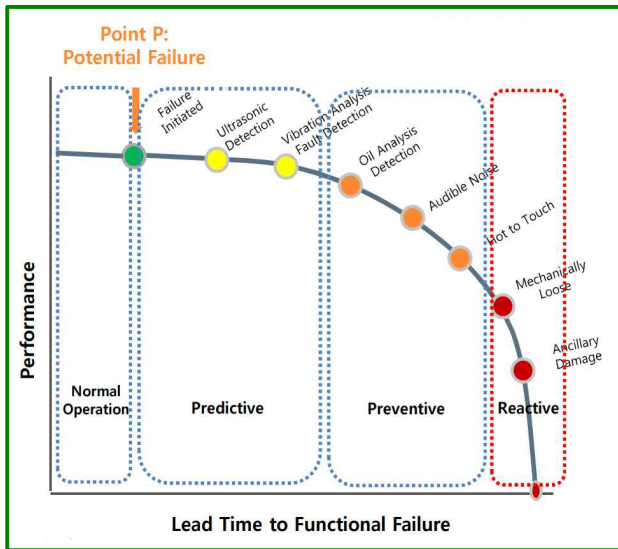 Point P:
Potential Failure
Failure
Initiated
Ultrasonic
Detection
Vibration Analysis
Fault Detection
Oil Analysis
Detection
Audible Noise
Hot to Touch
Mechanically
Loose
Ancillary
Damage
Performance
Normal
Operation
Predictive
Preventive
Reactive
Lead Time to Functional Failure